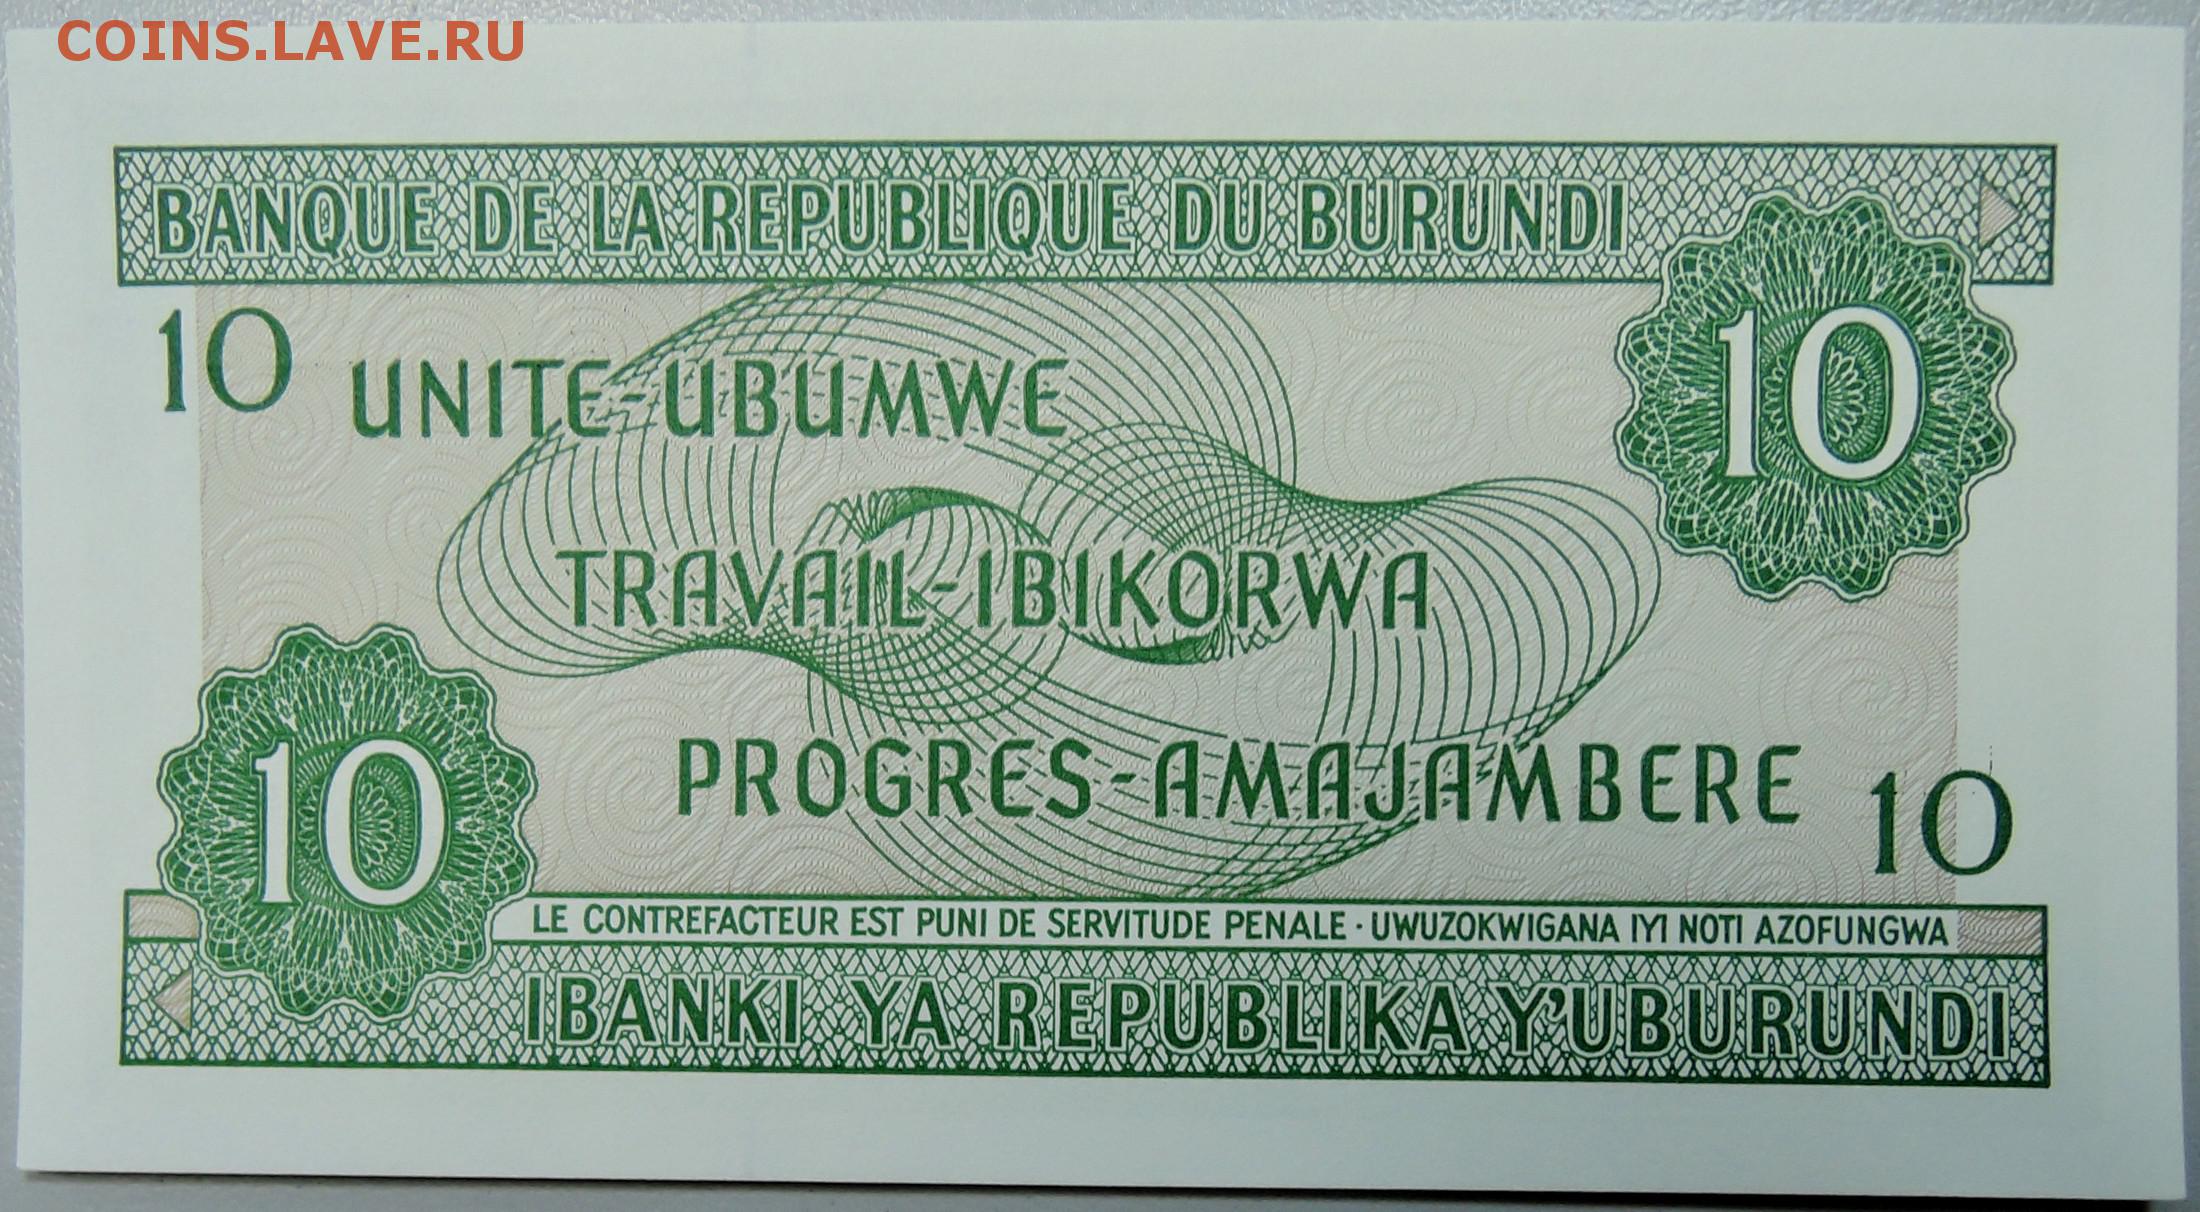 COINS.LAVE.RU
BANQUE DE LA REPUBLIQUE DU BURUNDI
10
10
UNITE-UBUMWE
TRAVAIL-IBIKORWA
PROGRES-AMAJAMBERE
10
10
LE CONTREFACTEUR EST PUNI DE SERVITUDE PENALE · UWUZOKWIGANA IYI NOTI AZOFUNGWA
IBANKI YA REPUBLIKA Y'UBURUNDI